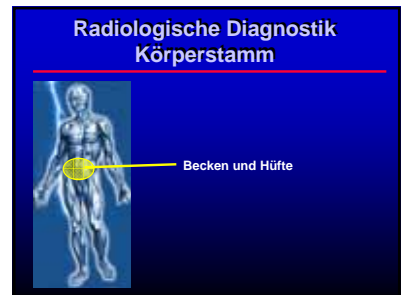 Radiologische Diagnostik
Körperstamm
Becken und Hüfte